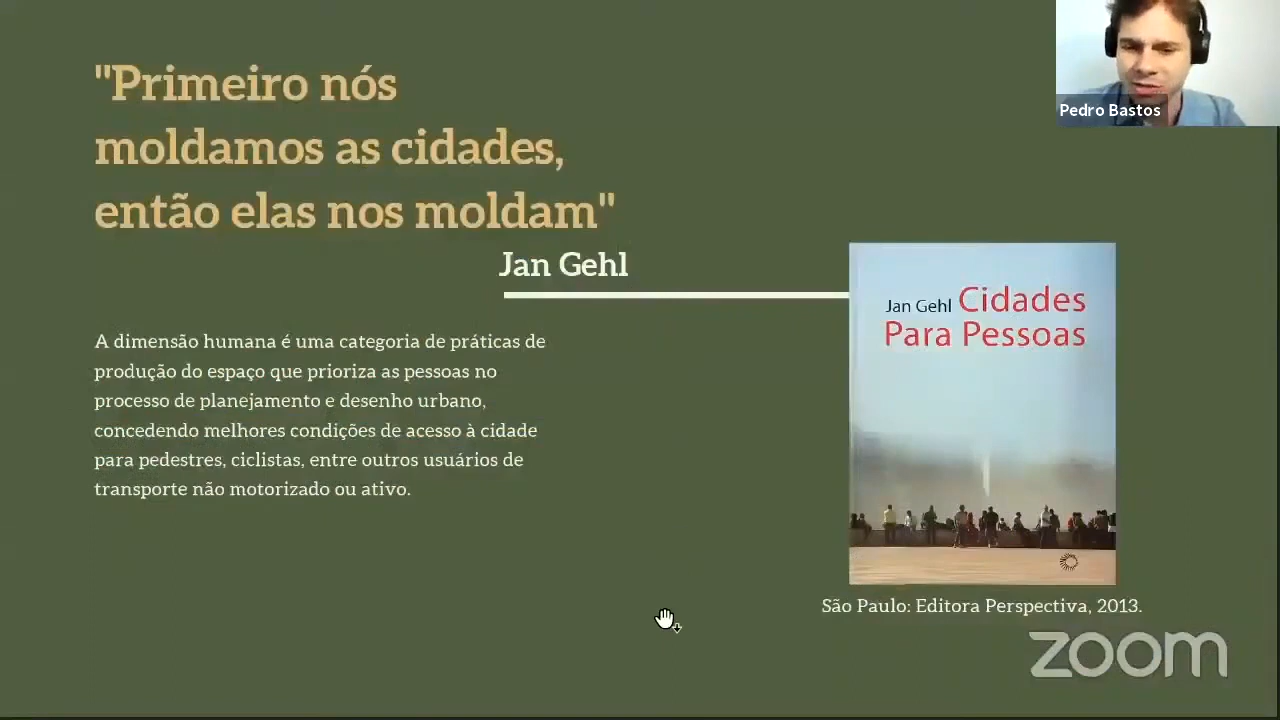 "Primeiro nós
moldamos as cidades,
então elas nos moldam"
Jan Gehl
A dimensão humana é uma categoria de práticas de
produção do espaço que prioriza as pessoas no
processo de planejamento e desenho urbano,
concedendo melhores condições de acesso à cidade
para pedestres, ciclistas, entre outros usuários de
transporte não motorizado ou ativo.
Jan Gehl Cidades
Para Pessoas
São Paulo: Editora Perspectiva, 2013.
Pedro Bastos
zoom